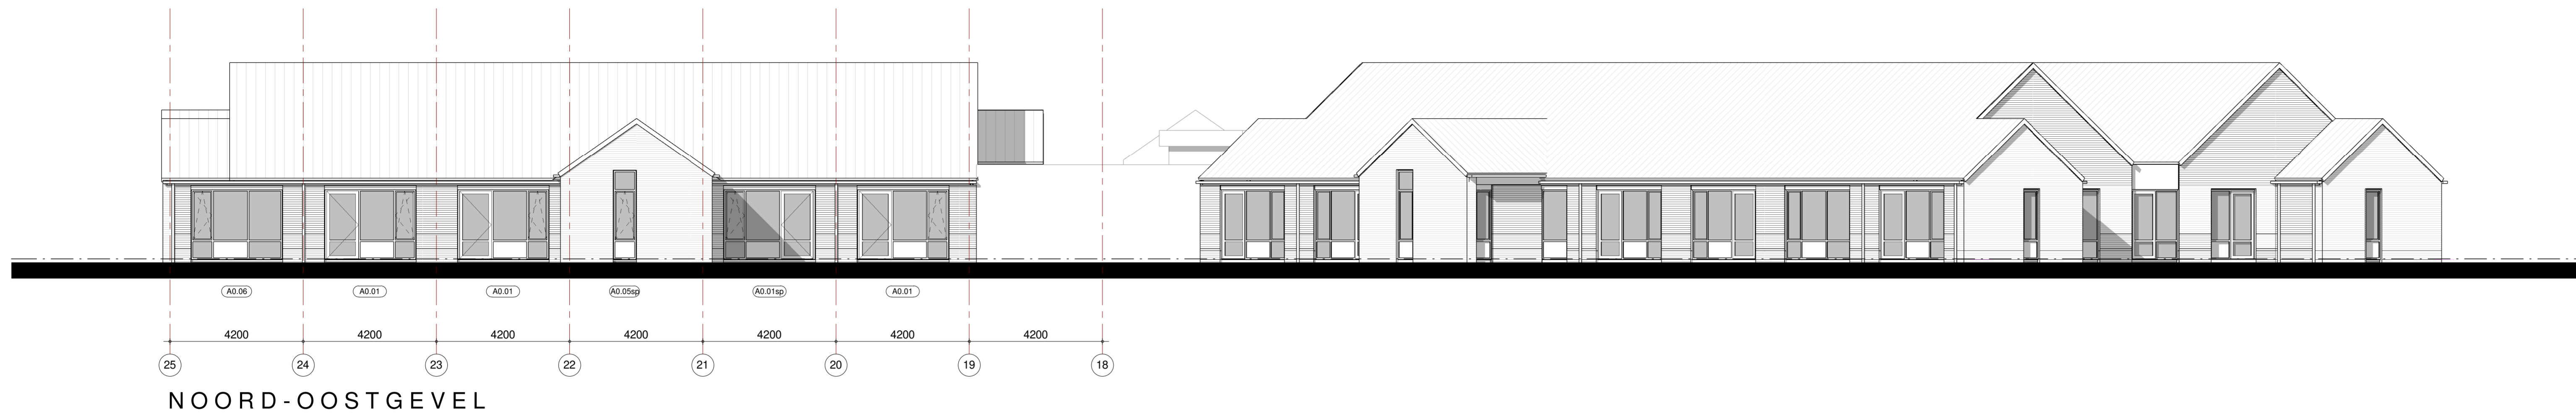 A0.06 A0.01 A0.01 A0.05sp A0.01sp A0.01
4200 4200 4200 4200 4200 4200 4200
25 24 23 22 21 20 19 18
NOORD-OOSTGEVEL